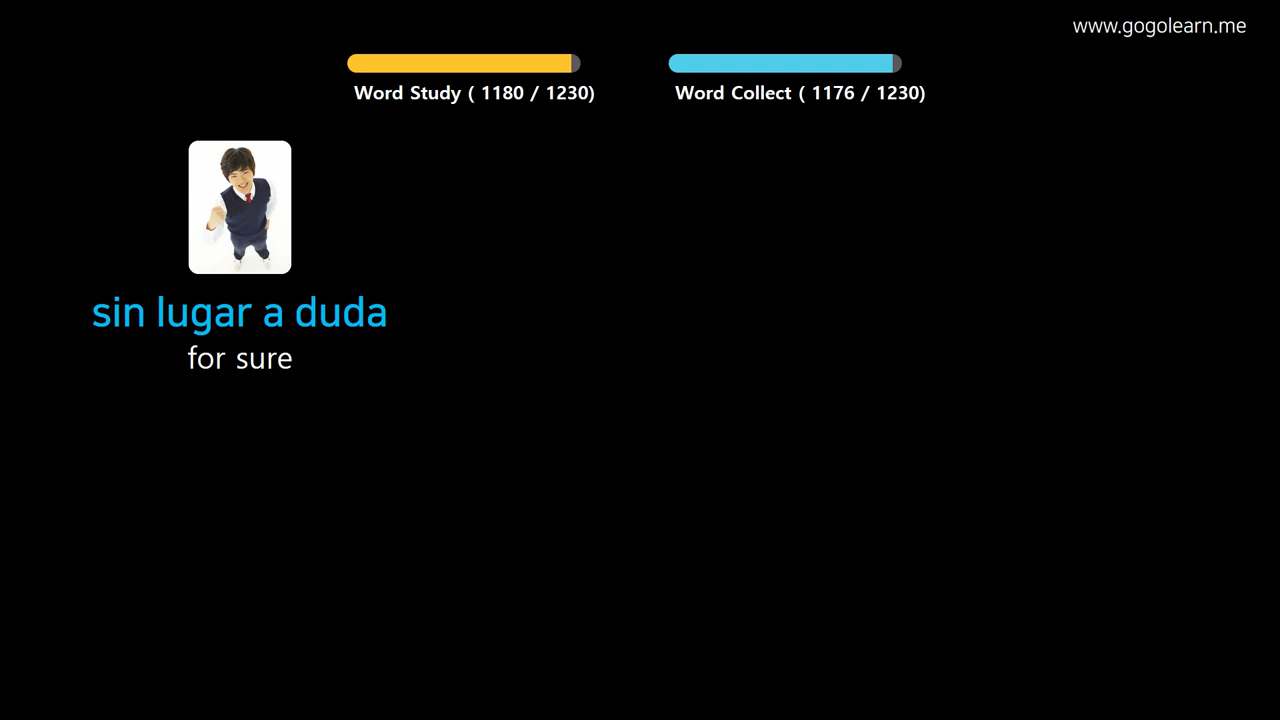 www.gogolearn.me
Word Study ( 1180 / 1230)
Word Collect ( 1176 / 1230)
sin lugar a duda
for sure